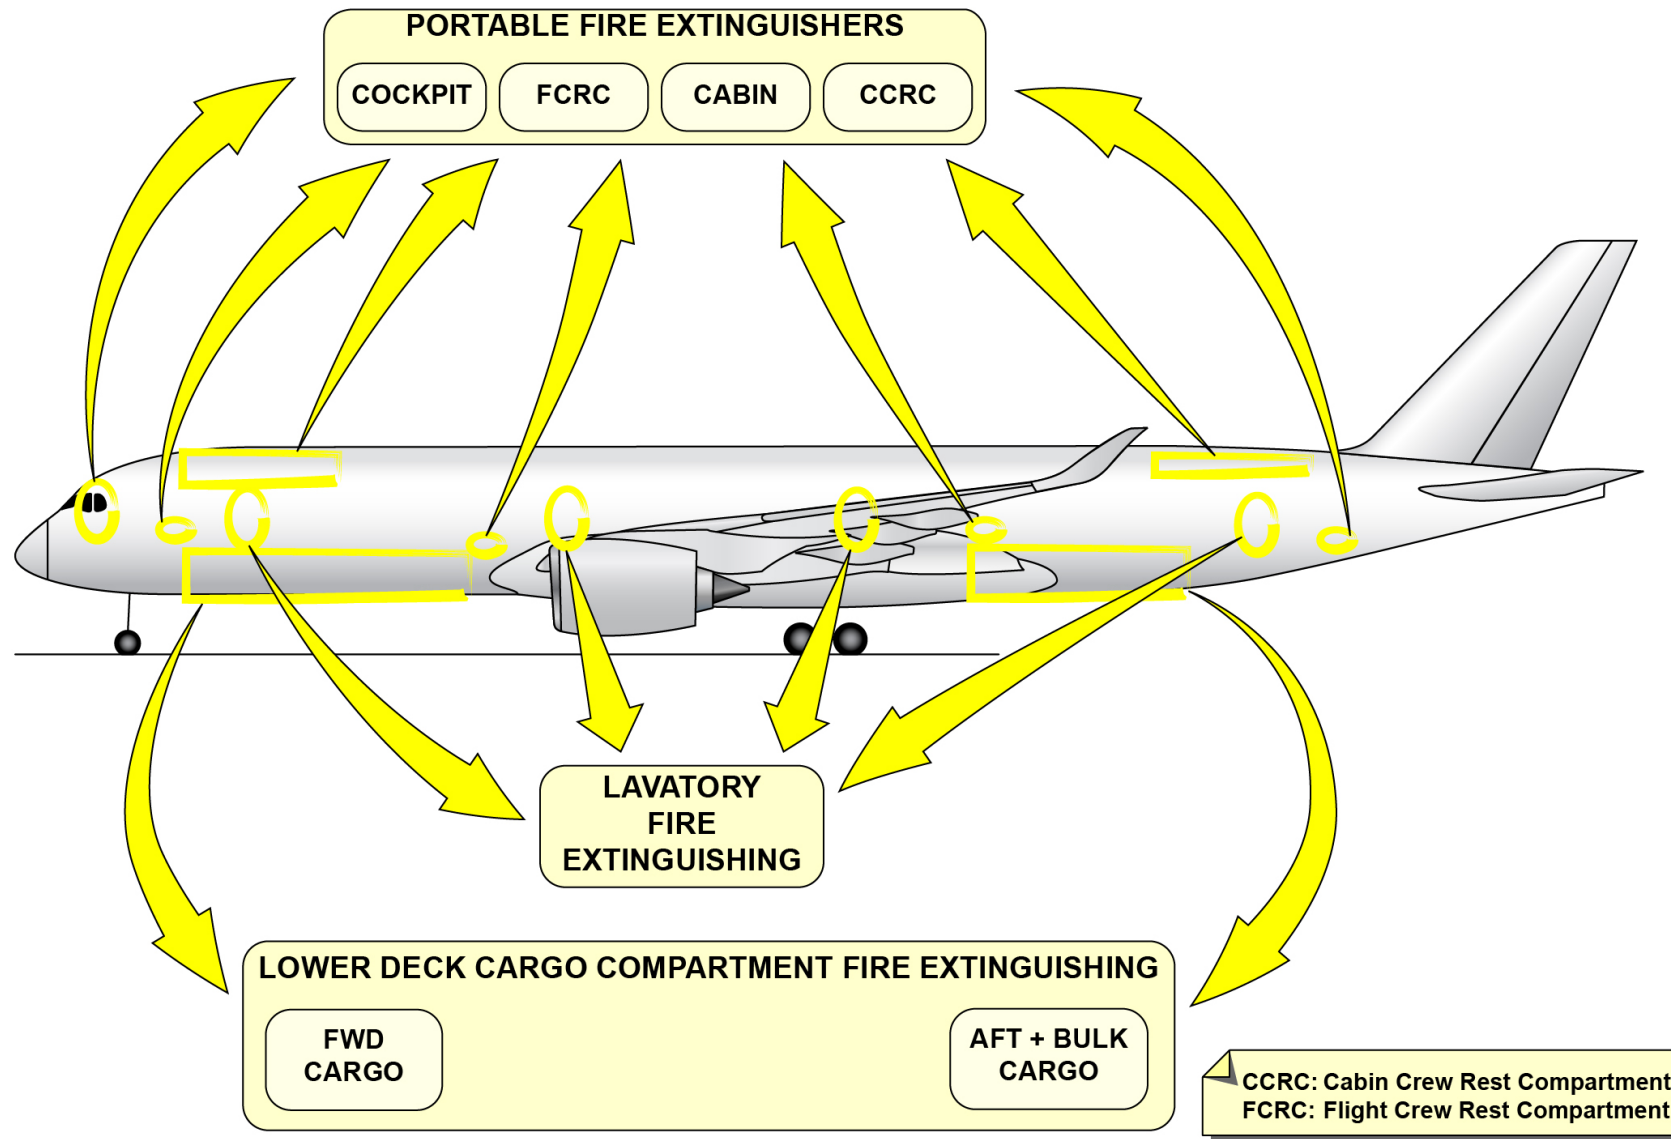 PORTABLE FIRE EXTINGUISHERS
COCKPIT
FCRC
CABIN
CCRC
LAVATORY
FIRE
EXTINGUISHING
LOWER DECK CARGO COMPARTMENT FIRE EXTINGUISHING
FWD
CARGO
AFT + BULK
CARGO
CCRC: Cabin Crew Rest Compartment
FCRC: Flight Crew Rest Compartment